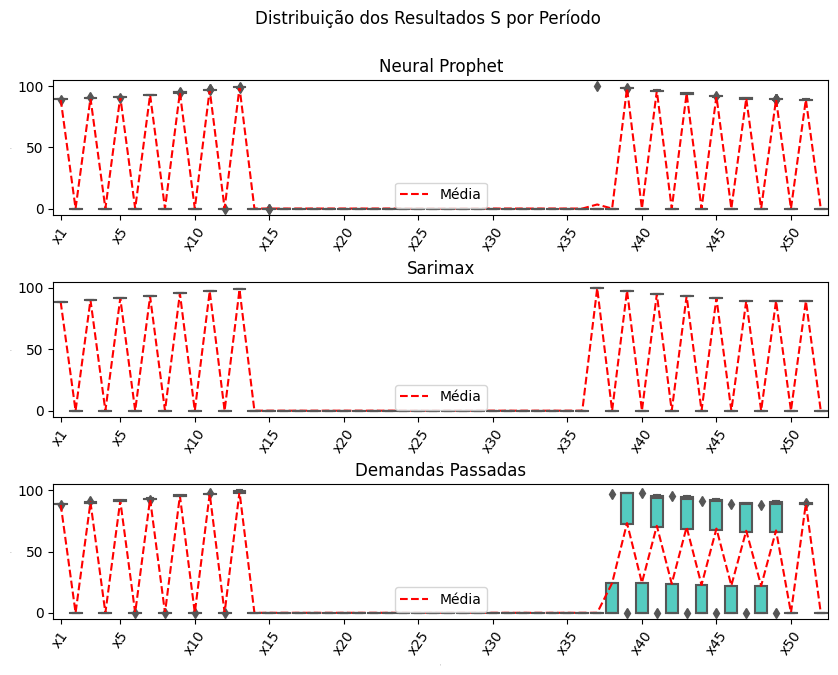 Distribuição dos Resultados S por Período
Neural Prophet
100
50
0
Média
x1 x5 x10 x15 x20 x25 x30 x35 x40 x45 x50
Sarimax
100
50
0
Média
x1 x5 x10 x15 x20 x25 x30 x35 x40 x45 x50
Demandas Passadas
100
50
0
Média
x1 x5 x10 x15 x20 x25 x30 x35 x40 x45 x50